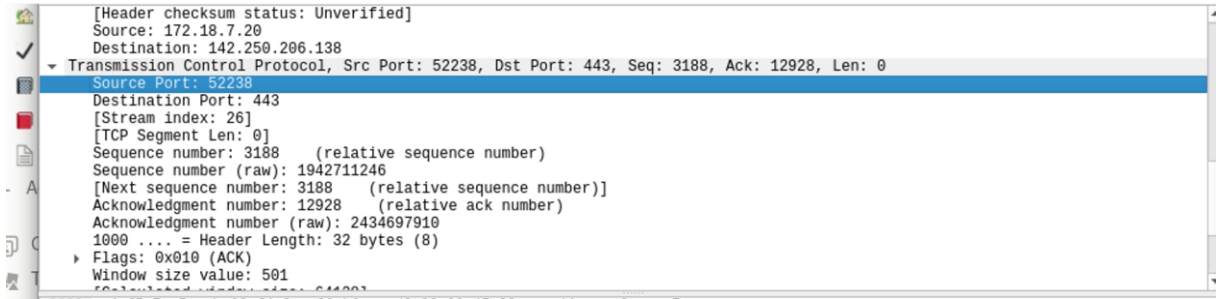 [Header checksum status: Unverified]
Source: 172.18.7.20
Destination: 142.250.206.138
Transmission Control Protocol, Src Port: 52238, Dst Port: 443, Seq: 3188, Ack: 12928, Len: 0
Source Port: 52238
Destination Port: 443
[Stream index: 26]
[TCP Segment Len: 0]
Sequence number: 3188    (relative sequence number)
Sequence number (raw): 1942711246
[Next sequence number: 3188    (relative sequence number)]
Acknowledgment number: 12928    (relative ack number)
Acknowledgment number (raw): 2434697910
1000 .... = Header Length: 32 bytes (8)
Flags: 0x010 (ACK)
Window size value: 501
[Calculated window size: 64128]